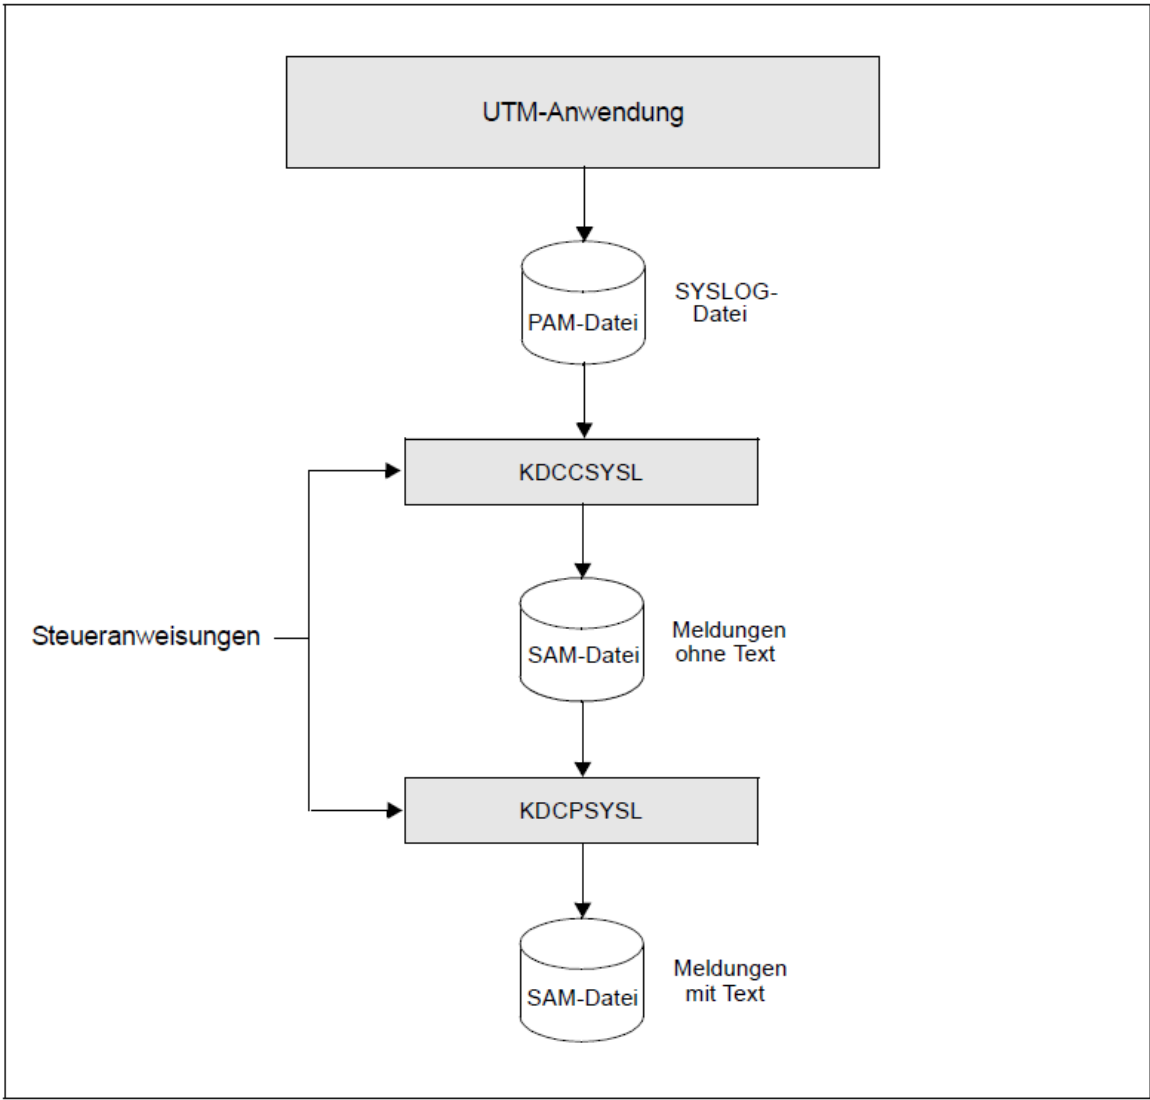 UTM-Anwendung
SYSLOG-
Datei
PAM-Datei
KDCCSYSL
Steueranweisungen
Meldungen
ohne Text
SAM-Datei
KDCPSYSL
Meldungen
mit Text
SAM-Datei